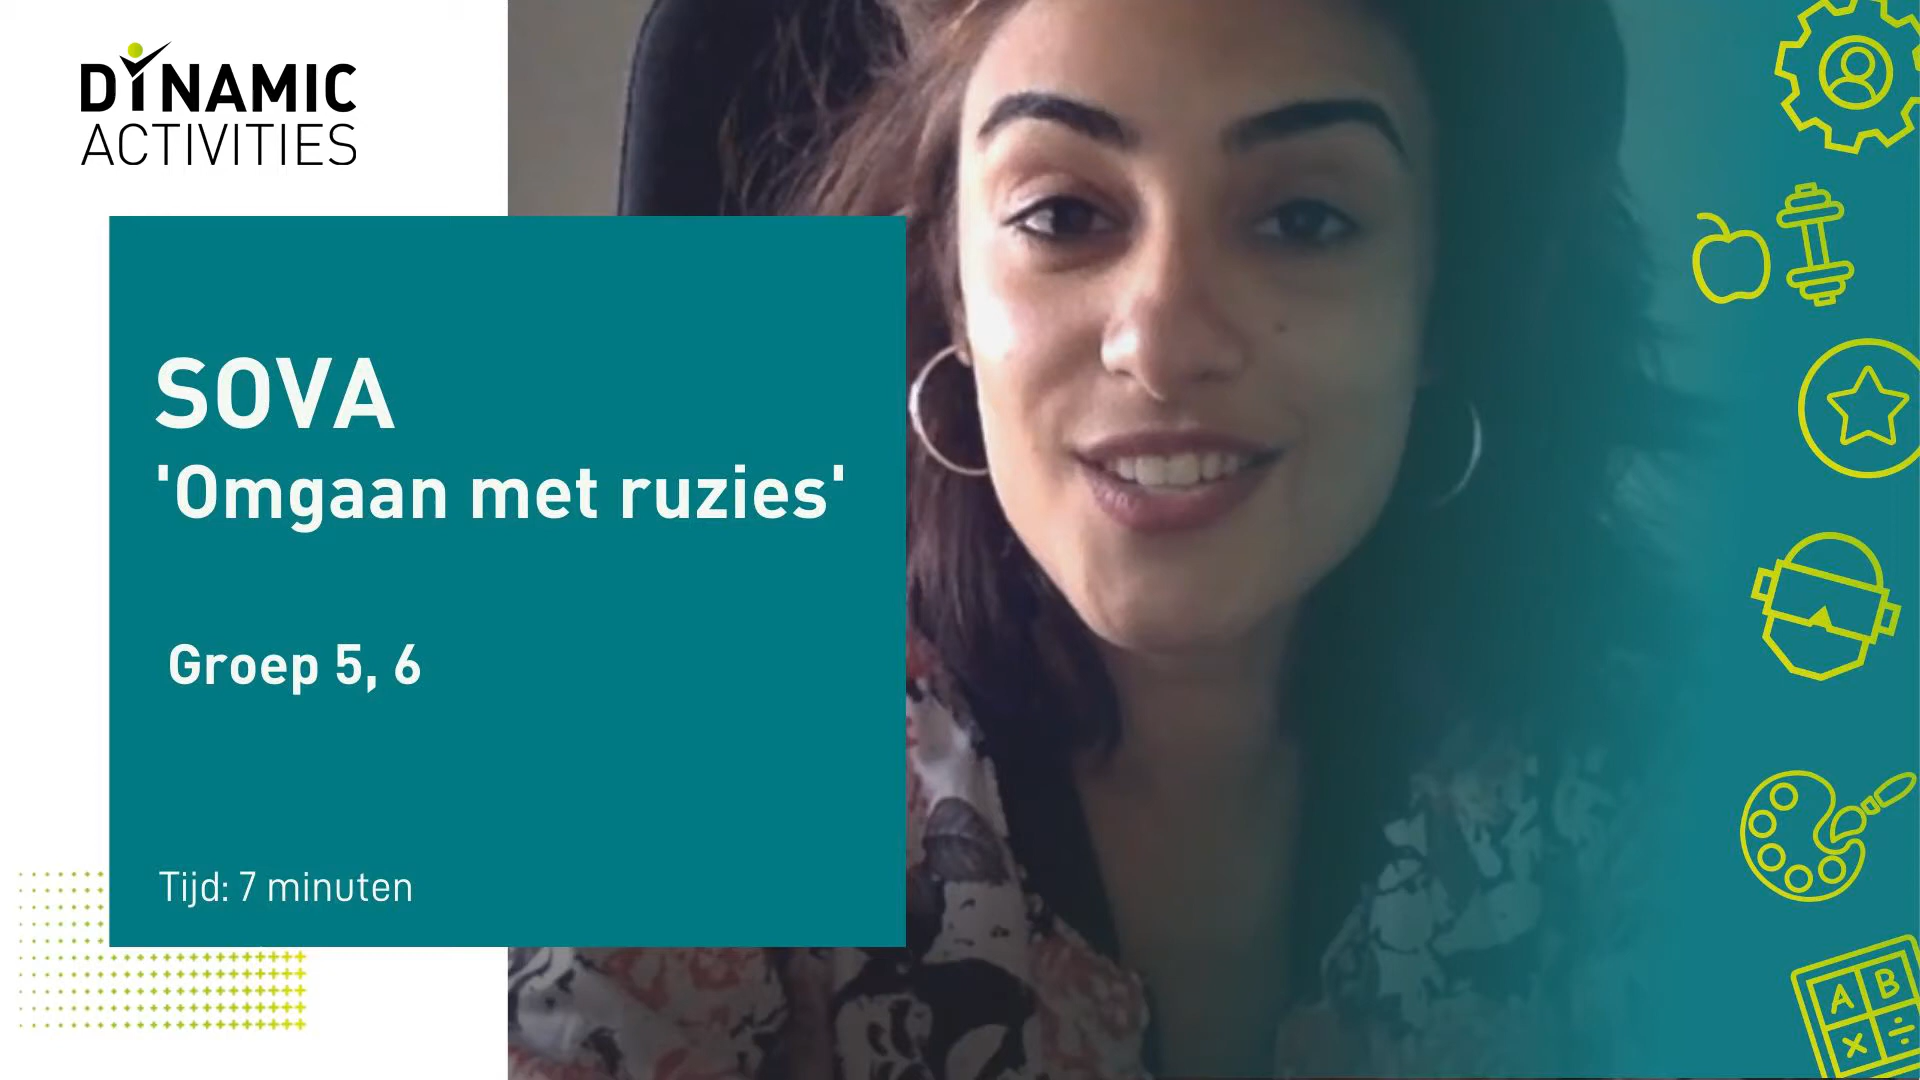 DYNAMIC
ACTIVITIES
SOVA
'Omgaan met ruzies'
Groep 5, 6
Tijd: 7 minuten
A B
× ÷